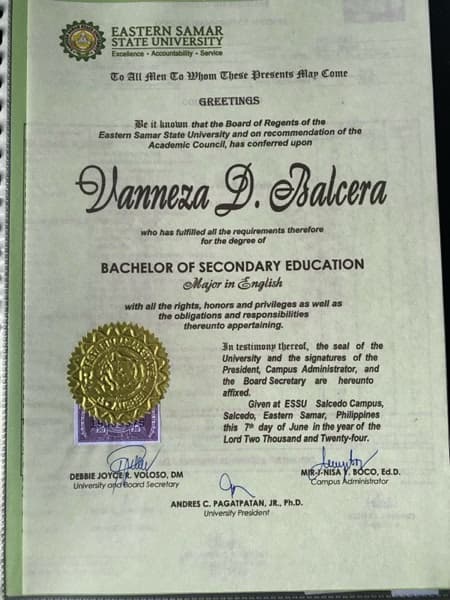 EASTERN SAMAR
STATE UNIVERSITY
Excellence • Accountability • Service
To All Men To Whom These Presents May Come
GREETINGS
Be it known that the Board of Regents of the
Eastern Samar State University and on recommendation of the
Academic Council, has conferred upon
Vanneza D. Balcera
who has fulfilled all the requirements therefore
for the degree of
BACHELOR OF SECONDARY EDUCATION
Major in English
with all the rights, honors and privileges as well as
the obligations and responsibilities
thereunto appertaining.
In testimony thereof, the seal of the
University and the signatures of the
President, Campus Administrator, and
the Board Secretary are hereunto
affixed.
Given at ESSU Salcedo Campus,
Salcedo, Eastern Samar, Philippines
this 7th day of June in the year of the
Lord Two Thousand and Twenty-four.
DEBBIE JOYCE R. VOLOSO, DM
University and Board Secretary
BOCO, Ed.D.
Campus Administrator
ANDRES C. PAGATPATAN, JR., Ph.D.
University President